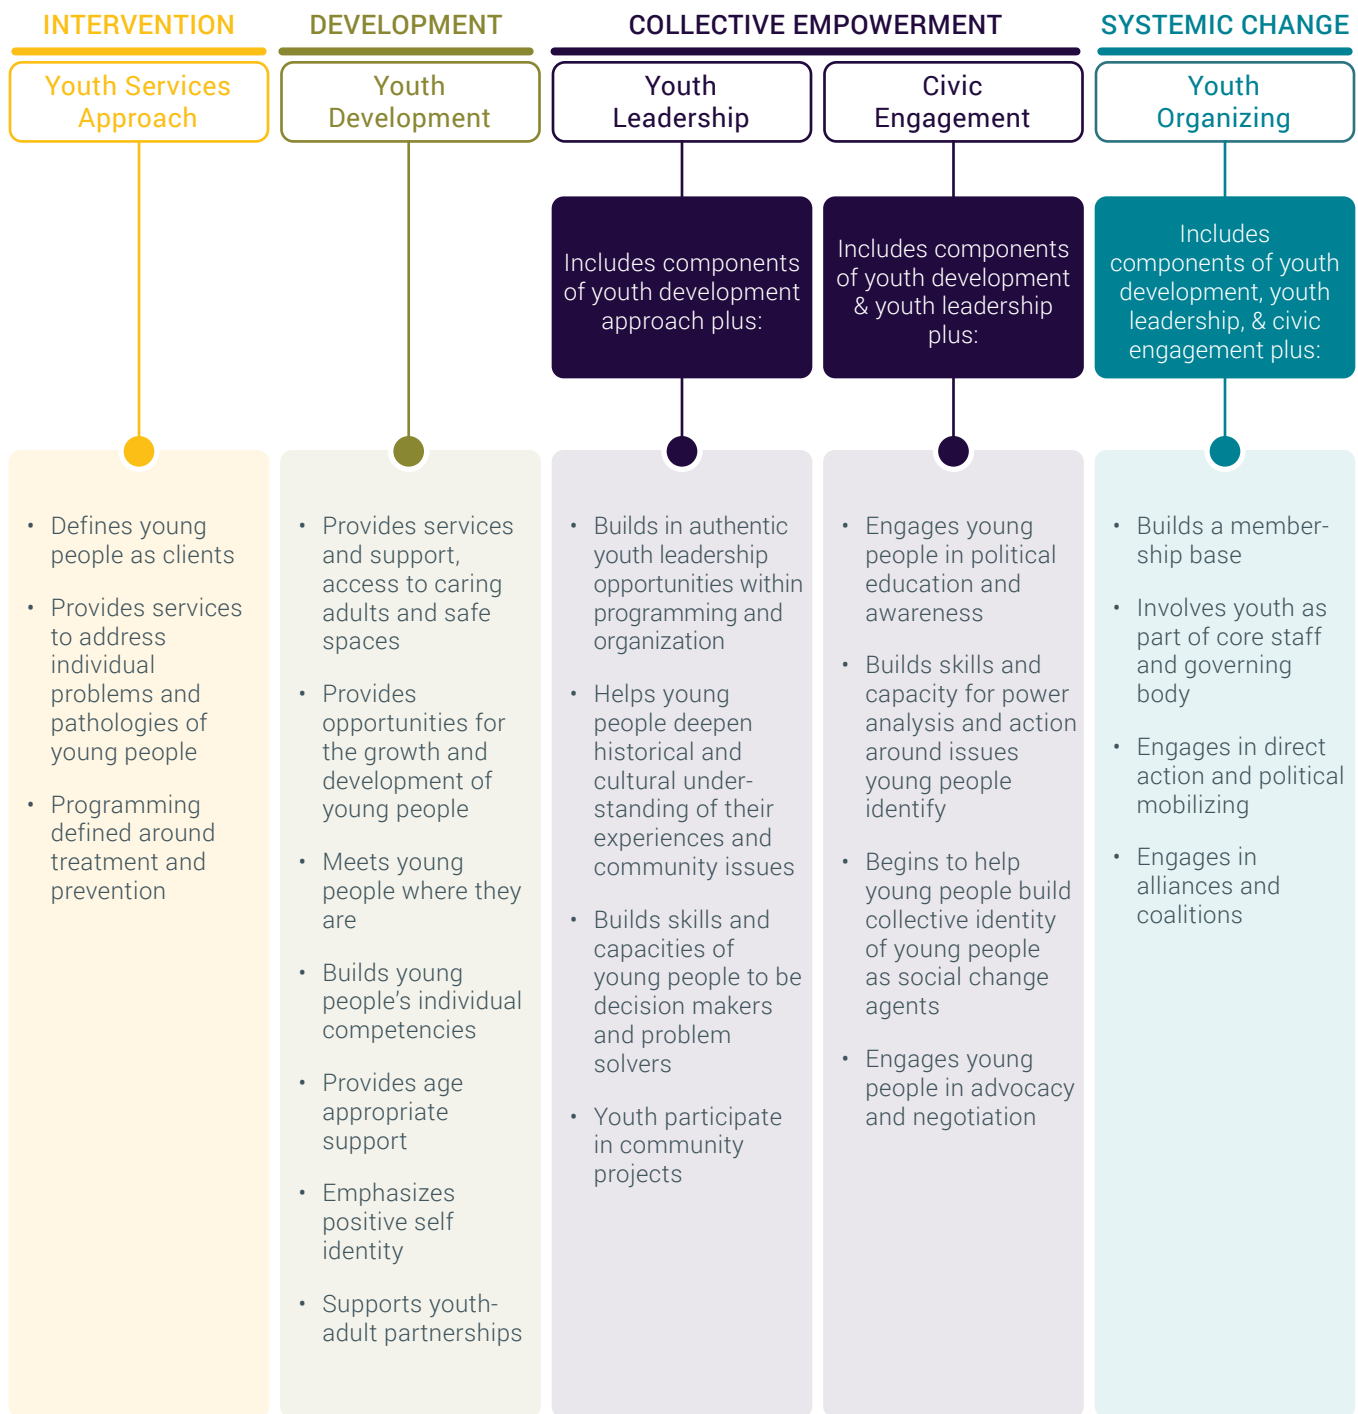 INTERVENTION
Youth Services
Approach
• Defines young
people as clients
• Provides services
to address
individual
problems and
pathologies of
young people
• Programming
defined around
treatment and
prevention
DEVELOPMENT
Youth
Development
• Provides services
and support,
access to caring
adults and safe
spaces
• Provides
opportunities for
the growth and
development of
young people
• Meets young
people where they
are
• Builds young
people’s individual
competencies
• Provides age
appropriate
support
• Emphasizes
positive self
identity
• Supports youth-
adult partnerships
COLLECTIVE EMPOWERMENT
Youth
Leadership
Includes components
of youth development
approach plus:
• Builds in authentic
youth leadership
opportunities within
programming and
organization
• Helps young
people deepen
historical and
cultural under-
standing of their
experiences and
community issues
• Builds skills and
capacities of
young people to be
decision makers
and problem
solvers
• Youth participate
in community
projects
Civic
Engagement
Includes components
of youth development
& youth leadership
plus:
• Engages young
people in political
education and
awareness
• Builds skills and
capacity for power
analysis and action
around issues
young people
identify
• Begins to help
young people build
collective identity
of young people
as social change
agents
• Engages young
people in advocacy
and negotiation
SYSTEMIC CHANGE
Youth
Organizing
Includes
components of youth
development, youth
leadership, & civic
engagement plus:
• Builds a member-
ship base
• Involves youth as
part of core staff
and governing
body
• Engages in direct
action and political
mobilizing
• Engages in
alliances and
coalitions